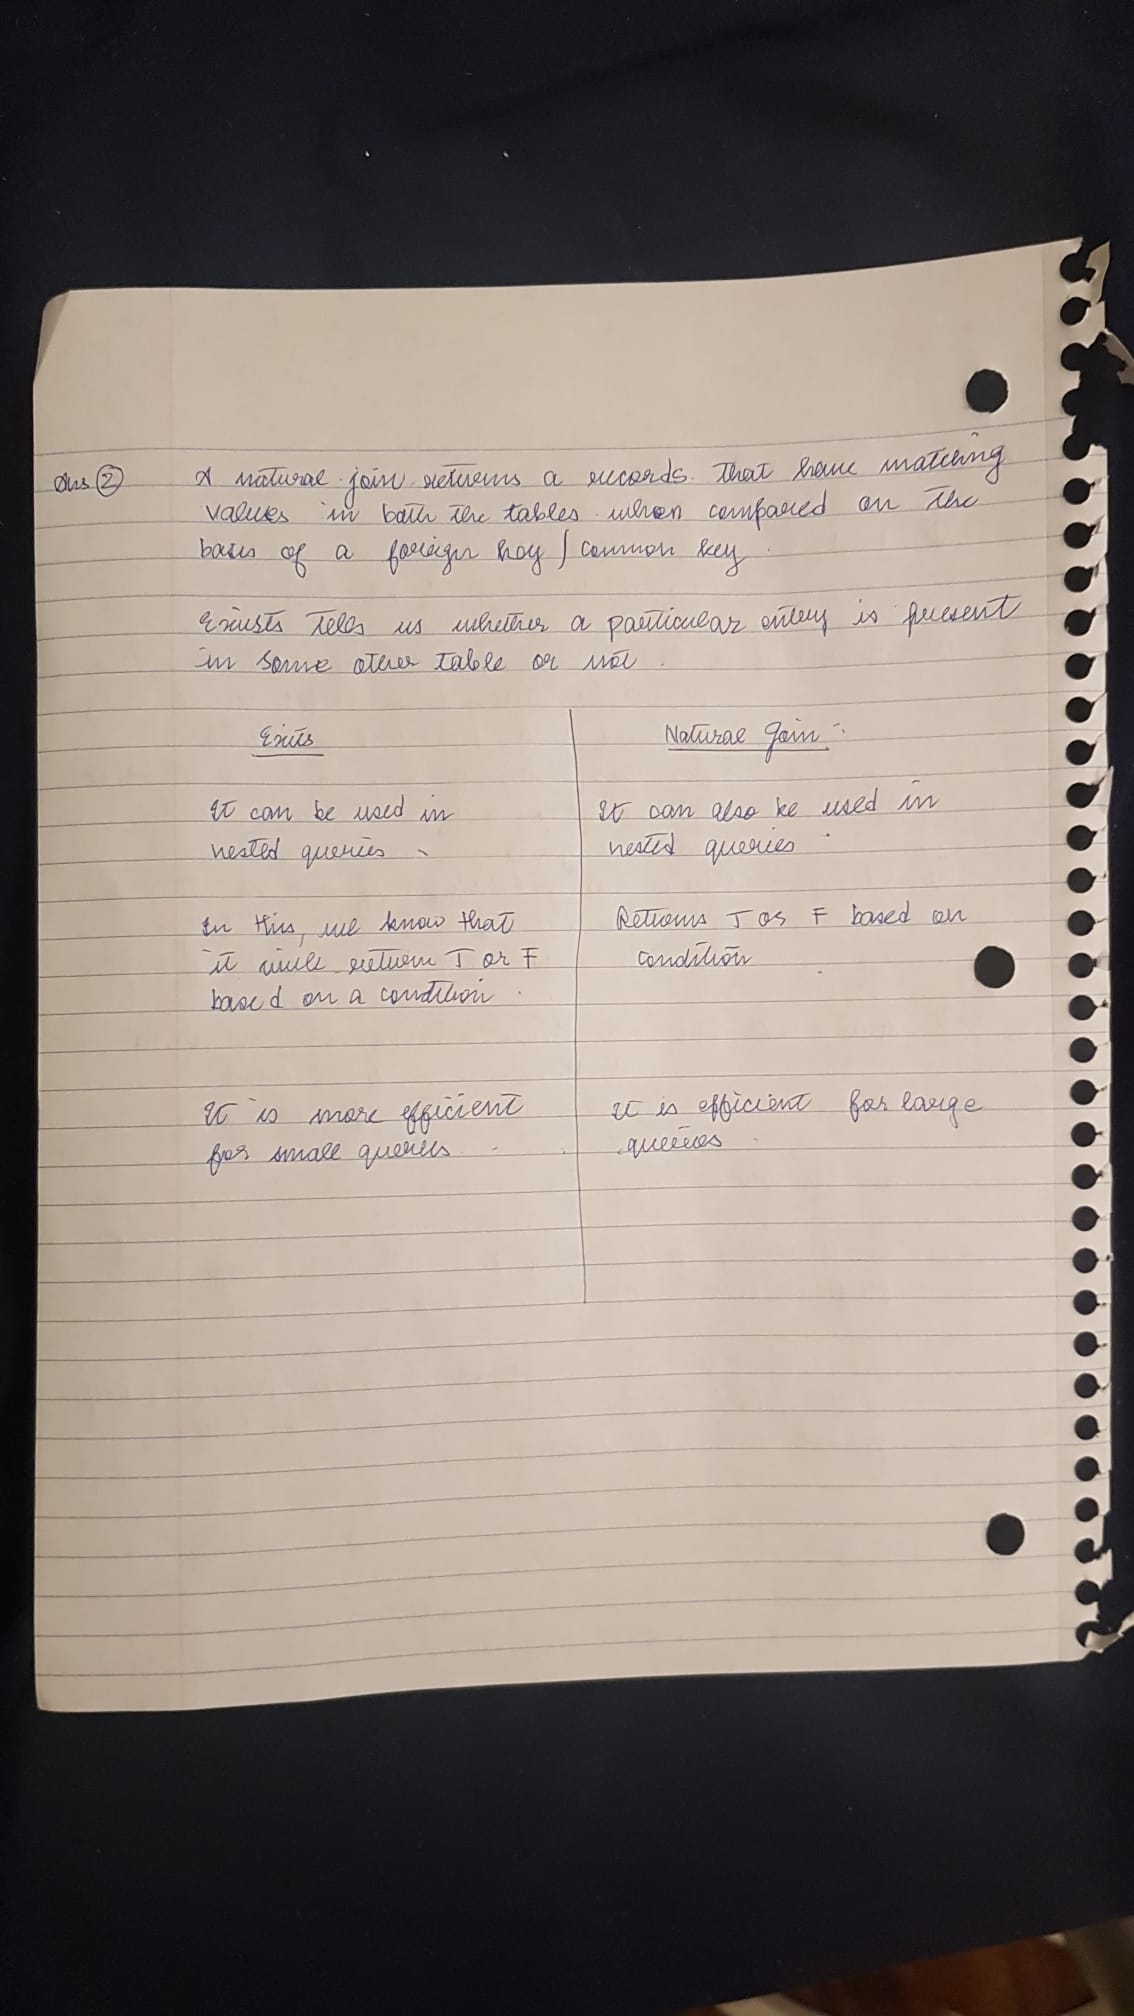 Ans 2 A natural join returns a records that have matching
values in both the tables when compared on the
basis of a foreign key / common key.
Exists tells us whether a particular entry is present
in some other table or not.
Exits
Natural Join :-
It can be used in
nested queries
It can also be used in
nested queries
In this, we know that
it will return T or F
based on a condition.
Returns T or F based on
condition
It is more efficient
for small queries.
It is efficient for large
queries.